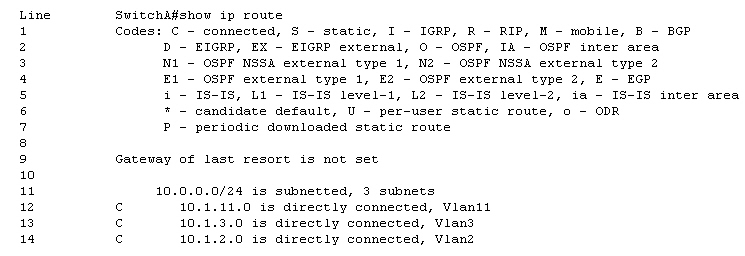 Line SwitchA#show ip route
1 Codes: C - connected, S - static, I - IGRP, R - RIP, M - mobile, B - BGP
2 D - EIGRP, EX - EIGRP external, O - OSPF, IA - OSPF inter area
3 N1 - OSPF NSSA external type 1, N2 - OSPF NSSA external type 2
4 E1 - OSPF external type 1, E2 - OSPF external type 2, E - EGP
5 i - IS-IS, L1 - IS-IS level-1, L2 - IS-IS level-2, ia - IS-IS inter area
6 * - candidate default, U - per-user static route, o - ODR
7 P - periodic downloaded static route
8
9 Gateway of last resort is not set
10
11 10.0.0.0/24 is subnetted, 3 subnets
12 C 10.1.11.0 is directly connected, Vlan11
13 C 10.1.3.0 is directly connected, Vlan3
14 C 10.1.2.0 is directly connected, Vlan2